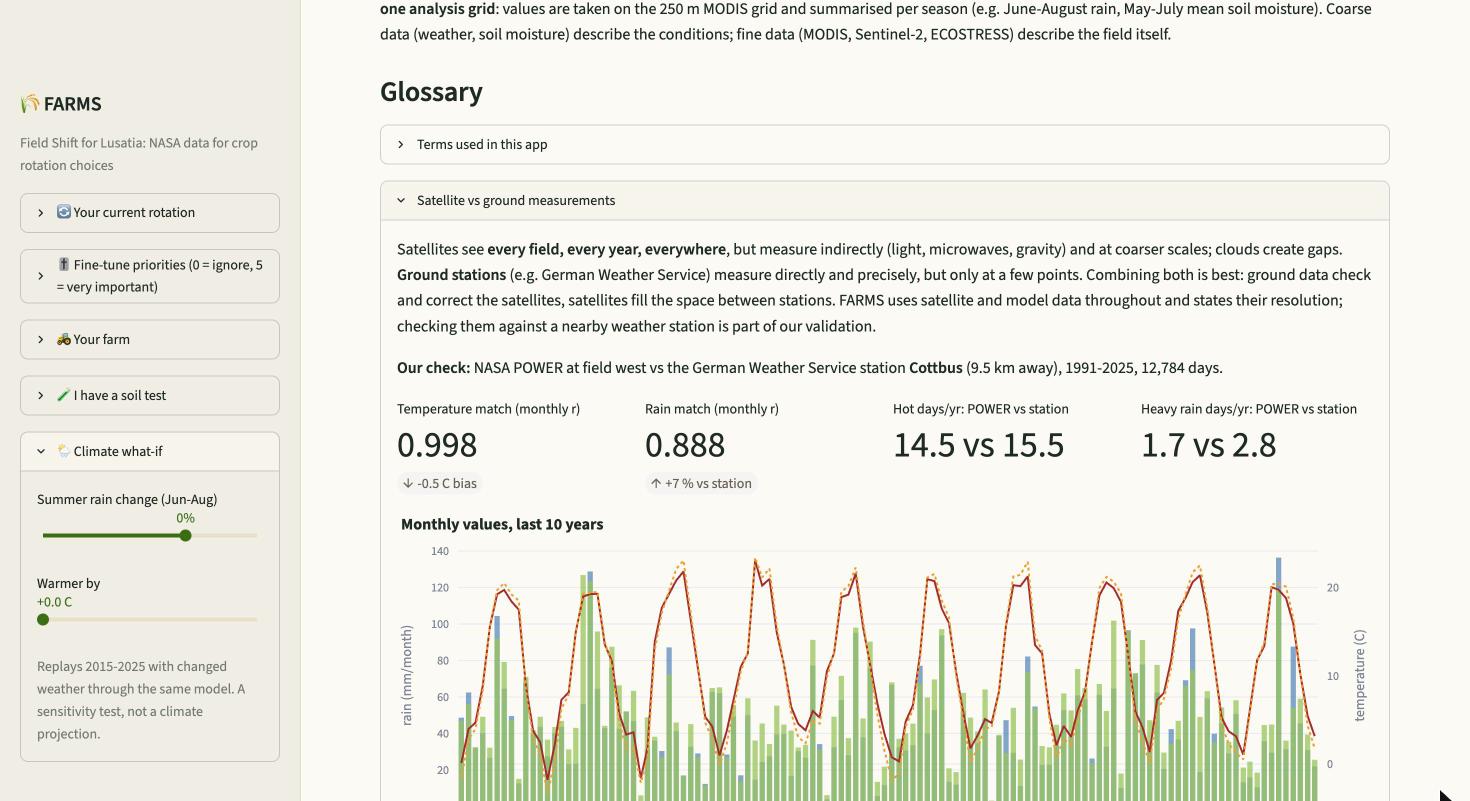 one analysis grid: values are taken on the 250 m MODIS grid and summarised per season (e.g. June-August rain, May-July mean soil moisture). Coarse
data (weather, soil moisture) describe the conditions; fine data (MODIS, Sentinel-2, ECOSTRESS) describe the field itself.
FARMS
Field Shift for Lusatia: NASA data for crop
rotation choices
Your current rotation
Fine-tune priorities (0 = ignore, 5
= very important)
Your farm
I have a soil test
Climate what-if
Summer rain change (Jun-Aug)
0%
Warmer by
+0.0 C
Replays 2015-2025 with changed
weather through the same model. A
sensitivity test, not a climate
projection.
Glossary
Terms used in this app
Satellite vs ground measurements
Satellites see every field, every year, everywhere, but measure indirectly (light, microwaves, gravity) and at coarser scales; clouds create gaps.
Ground stations (e.g. German Weather Service) measure directly and precisely, but only at a few points. Combining both is best: ground data check
and correct the satellites, satellites fill the space between stations. FARMS uses satellite and model data throughout and states their resolution;
checking them against a nearby weather station is part of our validation.
Our check: NASA POWER at field west vs the German Weather Service station Cottbus (9.5 km away), 1991-2025, 12,784 days.
Temperature match (monthly r)
0.998
↓ -0.5 C bias
Rain match (monthly r)
0.888
↑ +7 % vs station
Hot days/yr: POWER vs station
14.5 vs 15.5
Heavy rain days/yr: POWER vs station
1.7 vs 2.8
Monthly values, last 10 years
rain (mm/month)
140
120
100
80
60
40
20
temperature (C)
20
10
0